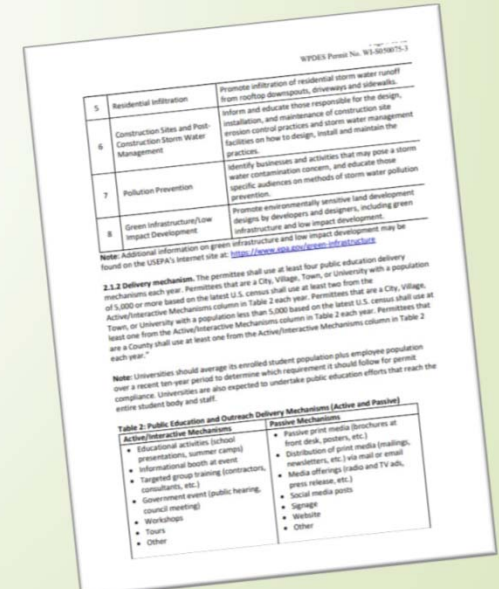 WPDES Permit No. WI-S050075-3
5 Residential Infiltration Promote infiltration of residential storm water runoff
from rooftop downspouts, driveways and sidewalks.
6 Construction Sites and Post-
Construction Storm Water
Management Inform and educate those responsible for the design,
installation, and maintenance of construction site
erosion control practices and storm water management
facilities on how to design, install and maintain the
practices.
7 Pollution Prevention Identify businesses and activities that may pose a storm
water contamination concern, and educate those
specific audiences on methods of storm water pollution
prevention.
8 Green Infrastructure/Low
Impact Development Promote environmentally sensitive land development
designs by developers and designers, including green
infrastructure and low impact development.
Note: Additional information on green infrastructure and low impact development may be
found on the USEPA's Internet site at: https://www.epa.gov/green-infrastructure
2.1.2 Delivery mechanism. The permittee shall use at least four public education delivery
mechanisms each year. Permittees that are a City, Village, Town, or University with a population
of 5,000 or more based on the latest U.S. census shall use at least two from the
Active/Interactive Mechanisms column in Table 2 each year. Permittees that are a City, Village,
Town, or University with a population less than 5,000 based on the latest U.S. census shall use at
least one from the Active/Interactive Mechanisms column in Table 2 each year. Permittees that
are a County shall use at least one from the Active/Interactive Mechanisms column in Table 2
each year."
Note: Universities should average its enrolled student population plus employee population
over a recent ten-year period to determine which requirement it should follow for permit
compliance. Universities are also expected to undertake public education efforts that reach the
entire student body and staff.
Table 2: Public Education and Outreach Delivery Mechanisms (Active and Passive)
Active/Interactive Mechanisms
• Educational activities (school
presentations, summer camps)
• Informational booth at event
• Targeted group training (contractors,
consultants, etc.)
• Government event (public hearing,
council meeting)
• Workshops
• Tours
• Other
Passive Mechanisms
• Passive print media (brochures at
front desk, posters, etc.)
• Distribution of print media (mailings,
newsletters, etc.) via mail or email
• Media offerings (radio and TV ads,
press release, etc.)
• Social media posts
• Signage
• Website
• Other